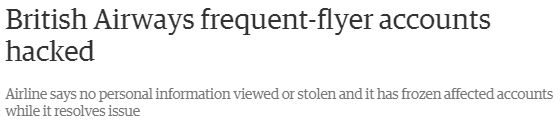 British Airways frequent-flyer accounts
hacked
Airline says no personal information viewed or stolen and it has frozen affected accounts
while it resolves issue